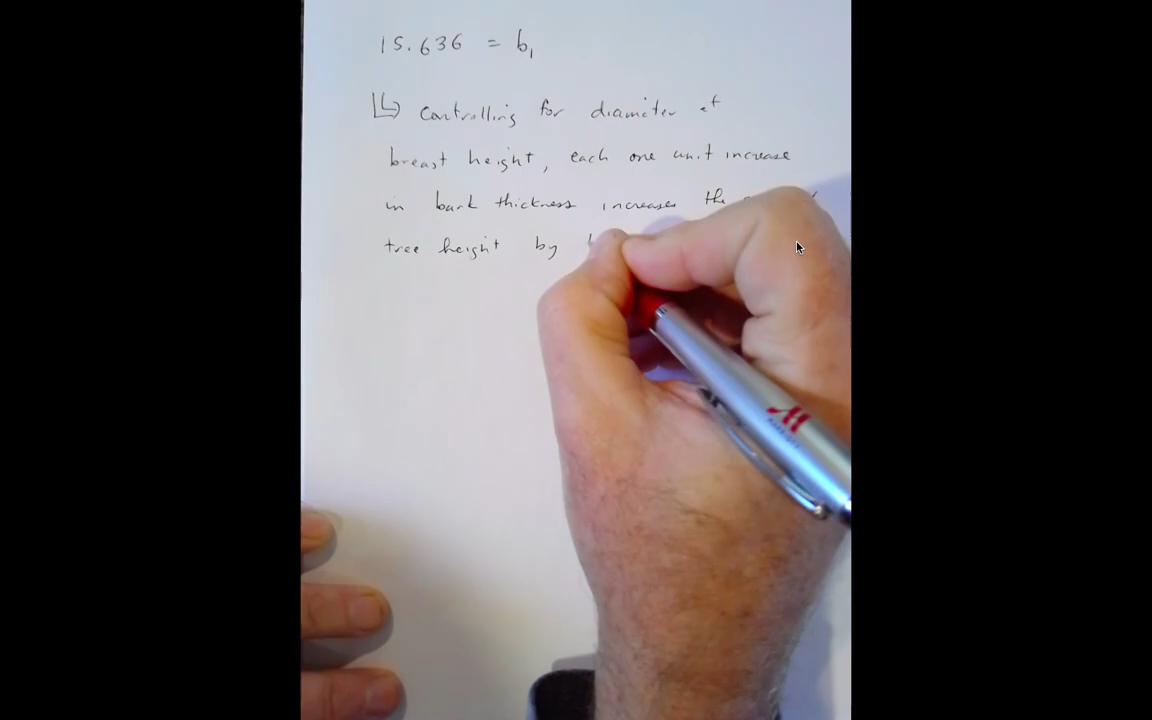 15.636 = b₁
↳ Controlling for diameter at
breast height, each one unit increase
in bark thickness increases the
tree height by